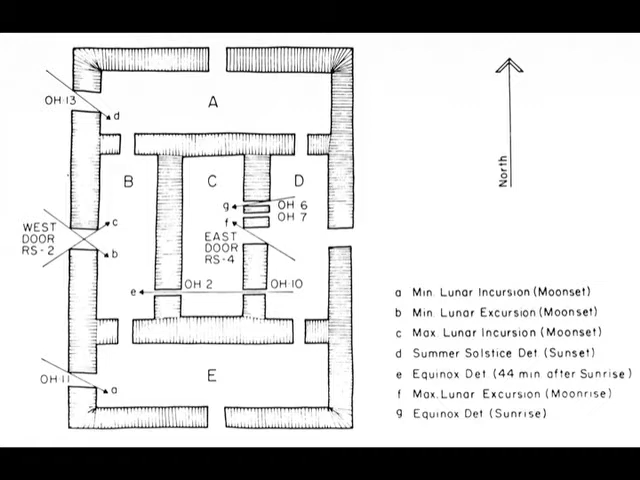 A
OH·13
d
B
C
D
g
OH 6
OH 7
f
c
WEST
DOOR
RS-2
EAST
DOOR
RS-4
b
e
OH 2
OH·10
E
OH·11
a
North
a Min. Lunar Incursion (Moonset)
b Min. Lunar Excursion (Moonset)
c Max. Lunar Incursion (Moonset)
d Summer Solstice Det. (Sunset)
e Equinox Det. (44 min. after Sunrise)
f Max. Lunar Excursion (Moonrise)
g Equinox Det. (Sunrise)